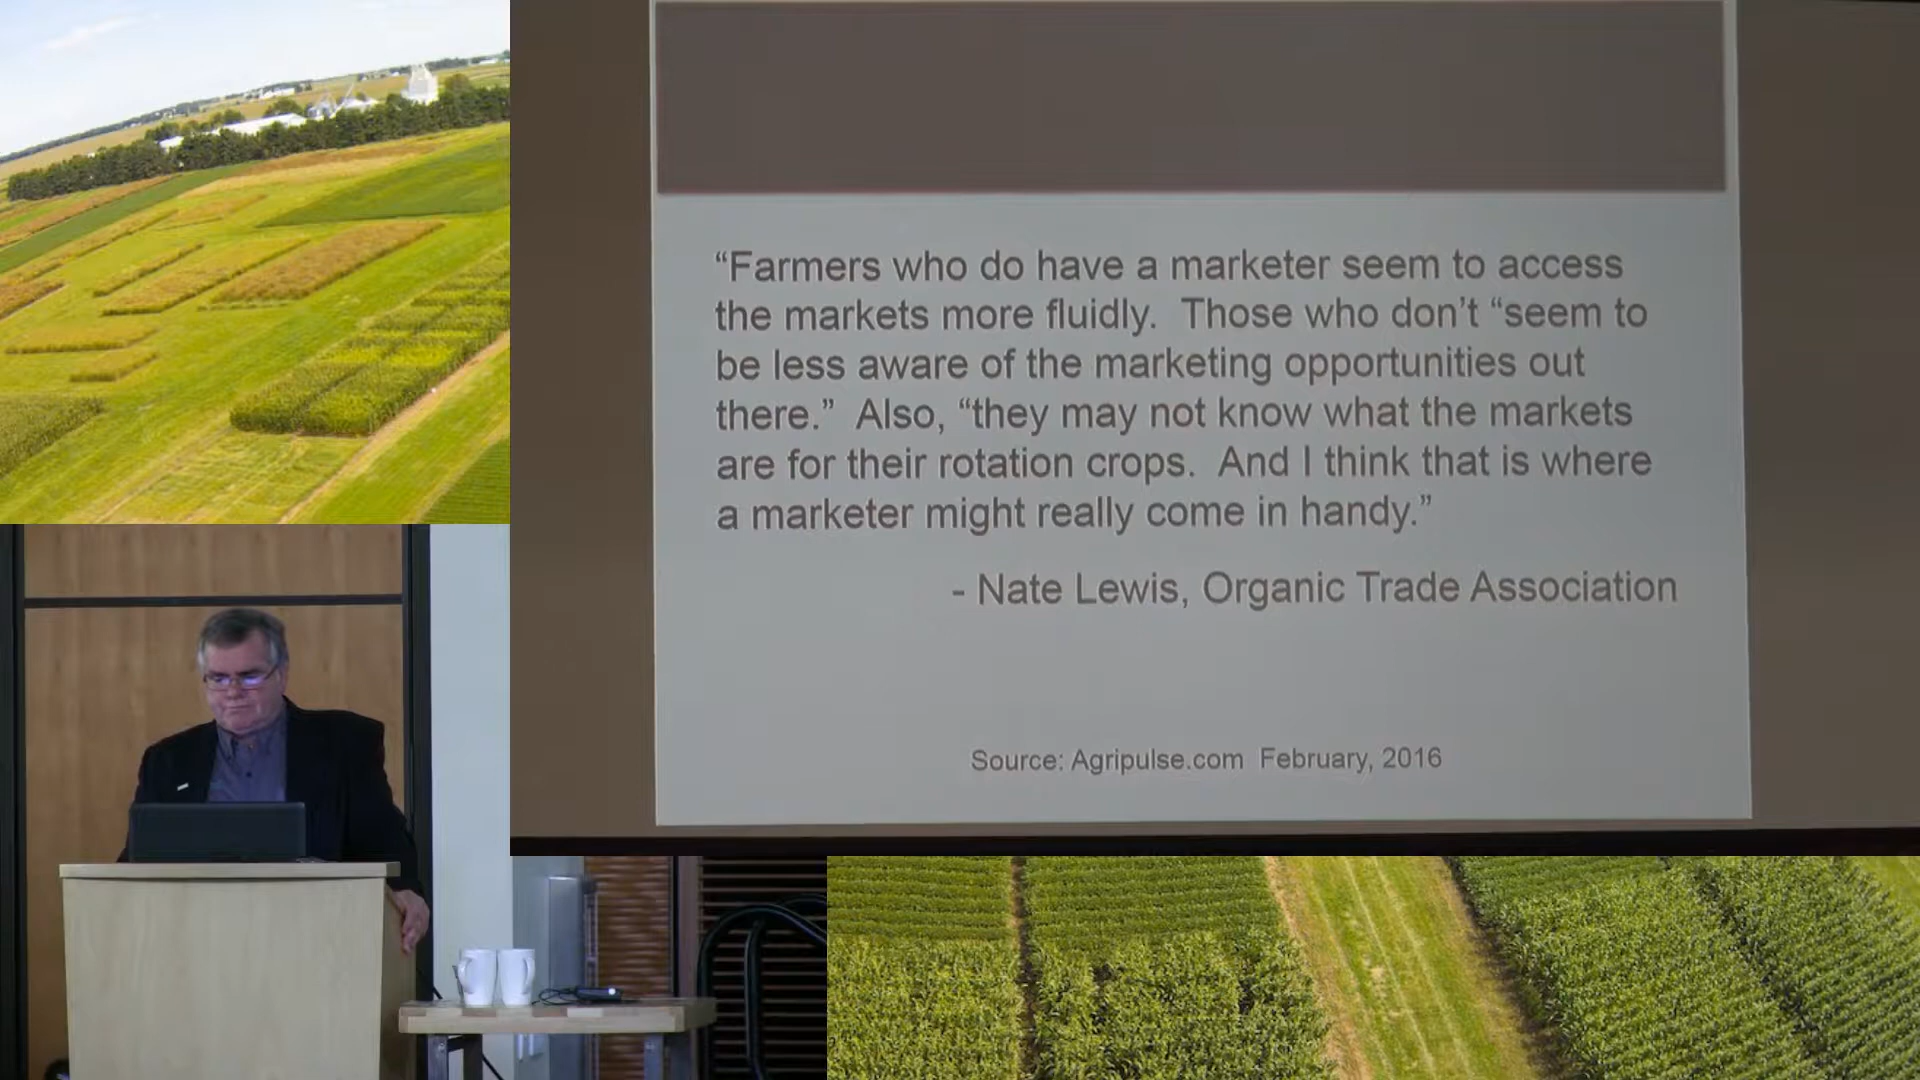 “Farmers who do have a marketer seem to access
the markets more fluidly.  Those who don’t “seem to
be less aware of the marketing opportunities out
there.”  Also, “they may not know what the markets
are for their rotation crops.  And I think that is where
a marketer might really come in handy.”
- Nate Lewis, Organic Trade Association
Source: Agripulse.com  February, 2016